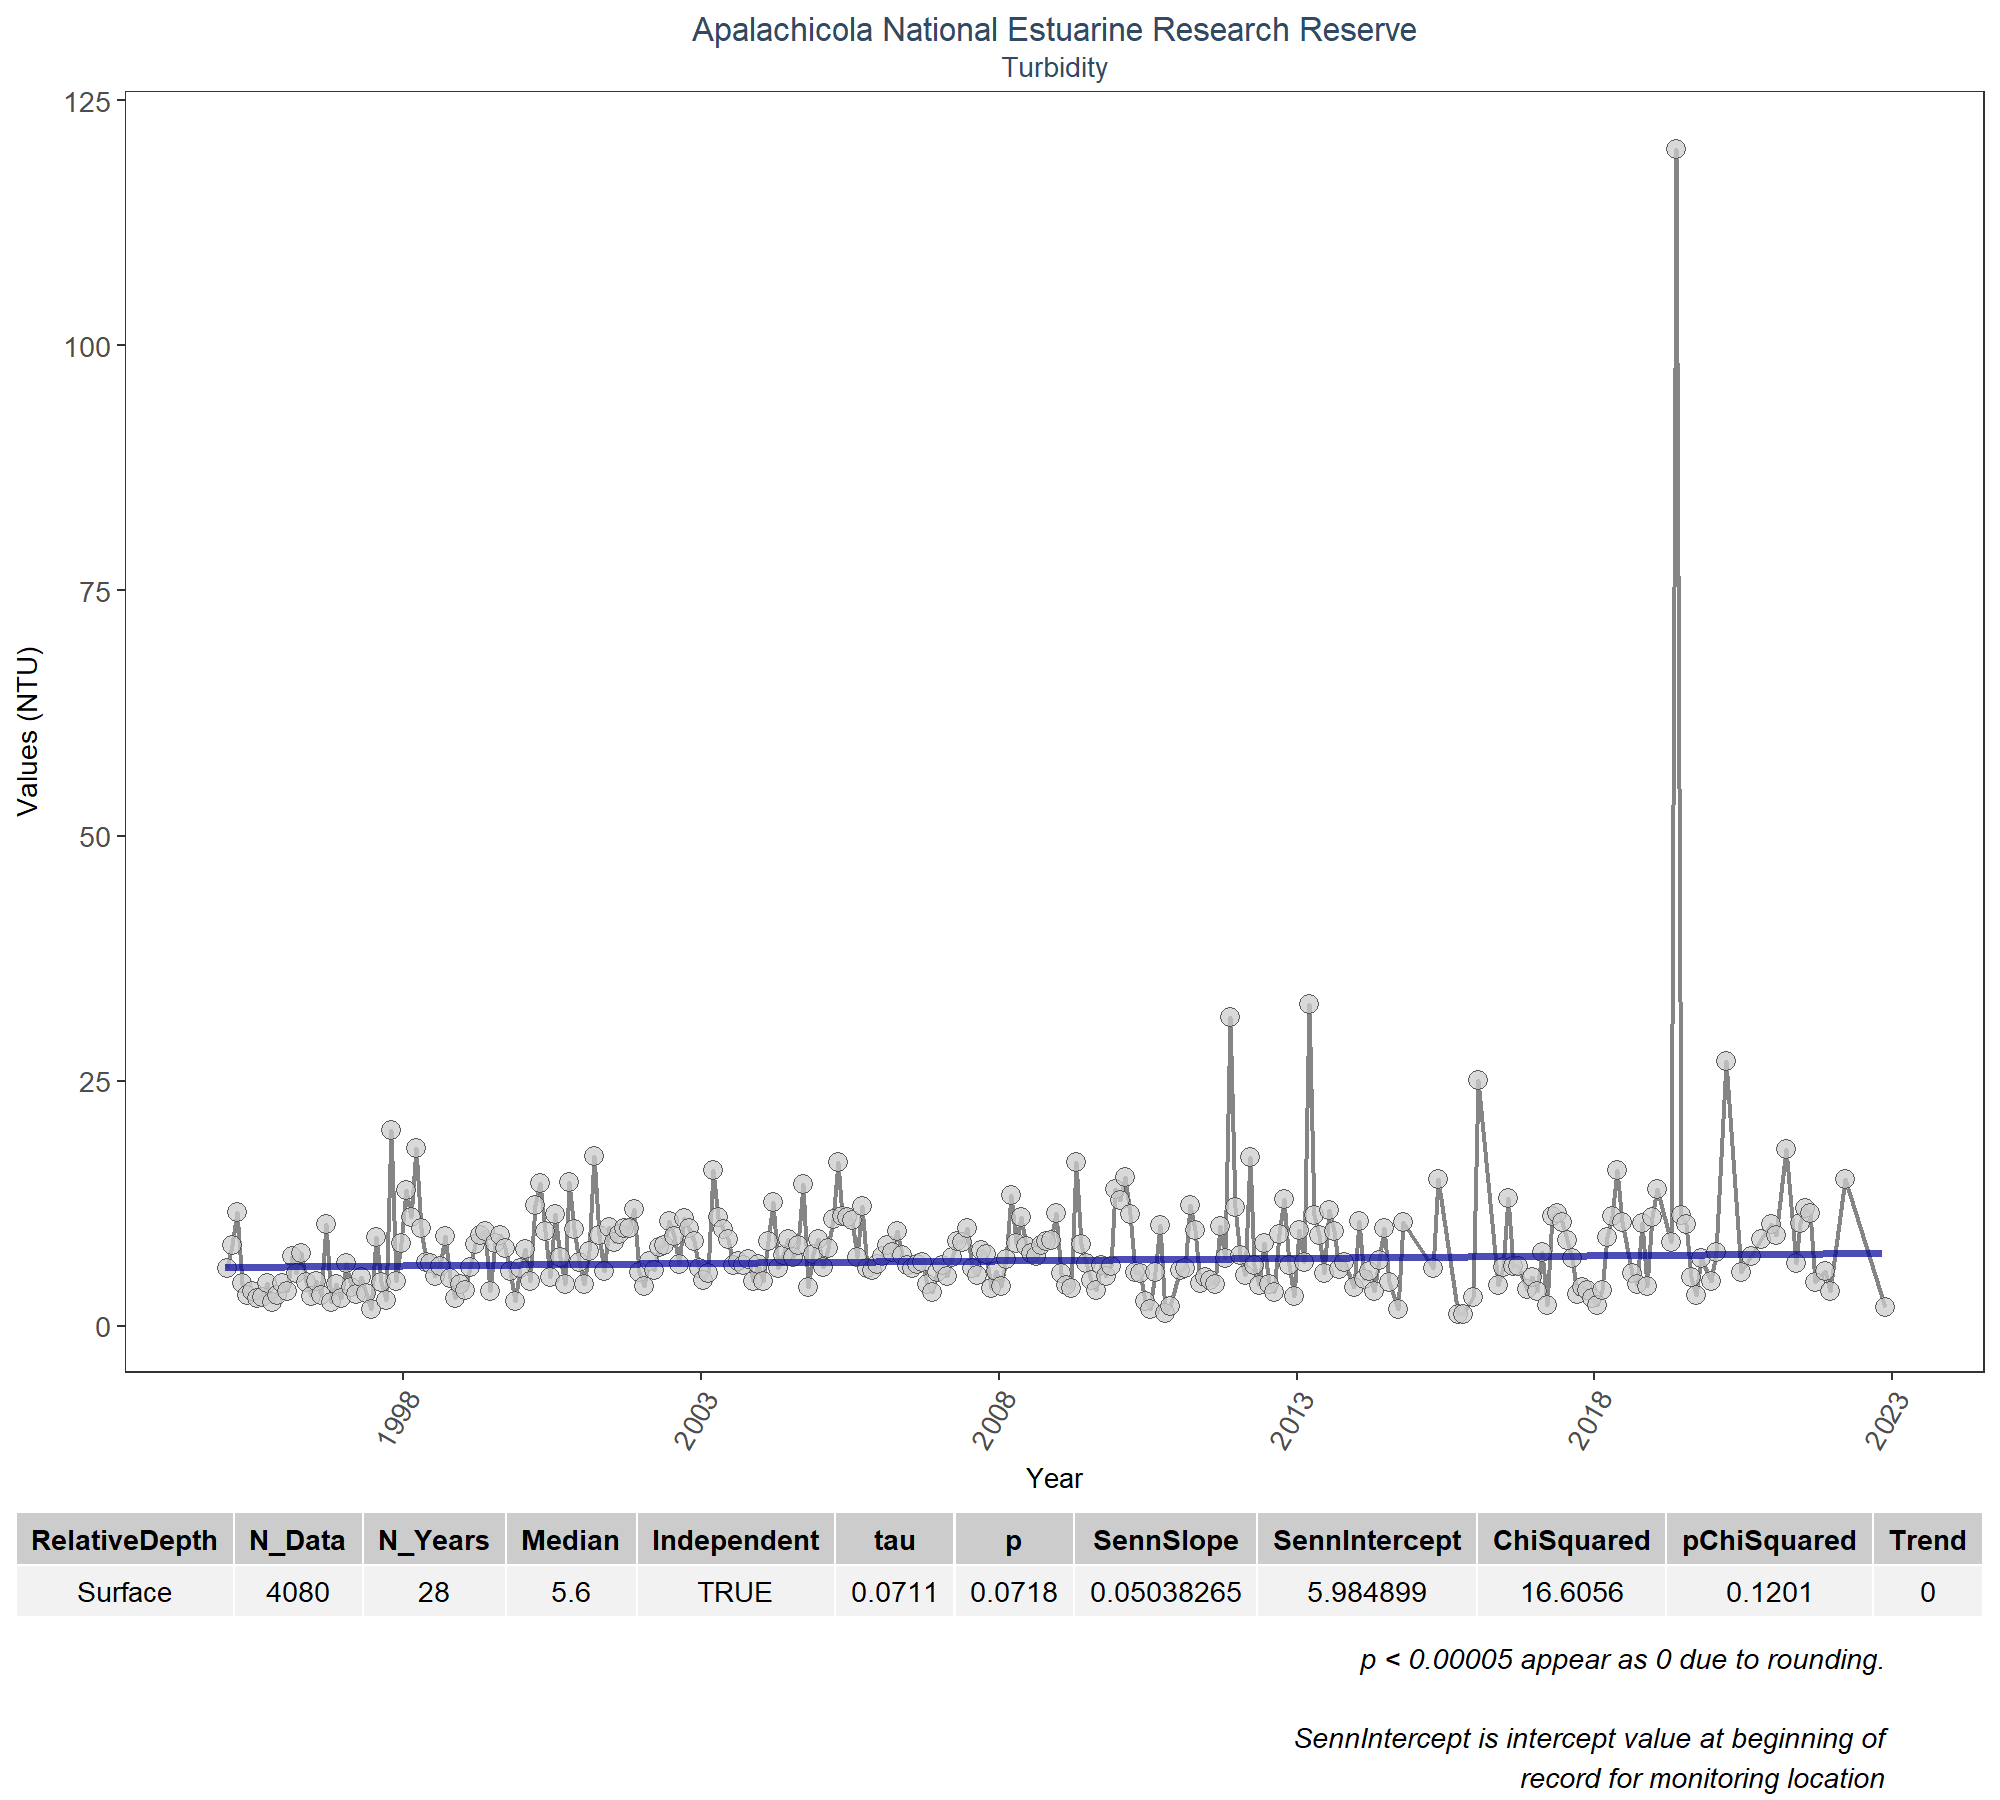 Apalachicola National Estuarine Research Reserve
Turbidity
125
100
75
50
25
0
Values (NTU)
1998 2003 2008 2013 2018 2023
Year
RelativeDepth N_Data N_Years Median Independent tau p SennSlope SennIntercept ChiSquared pChiSquared Trend
Surface 4080 28 5.6 TRUE 0.0711 0.0718 0.05038265 5.984899 16.6056 0.1201 0
p < 0.00005 appear as 0 due to rounding.
SennIntercept is intercept value at beginning of
record for monitoring location